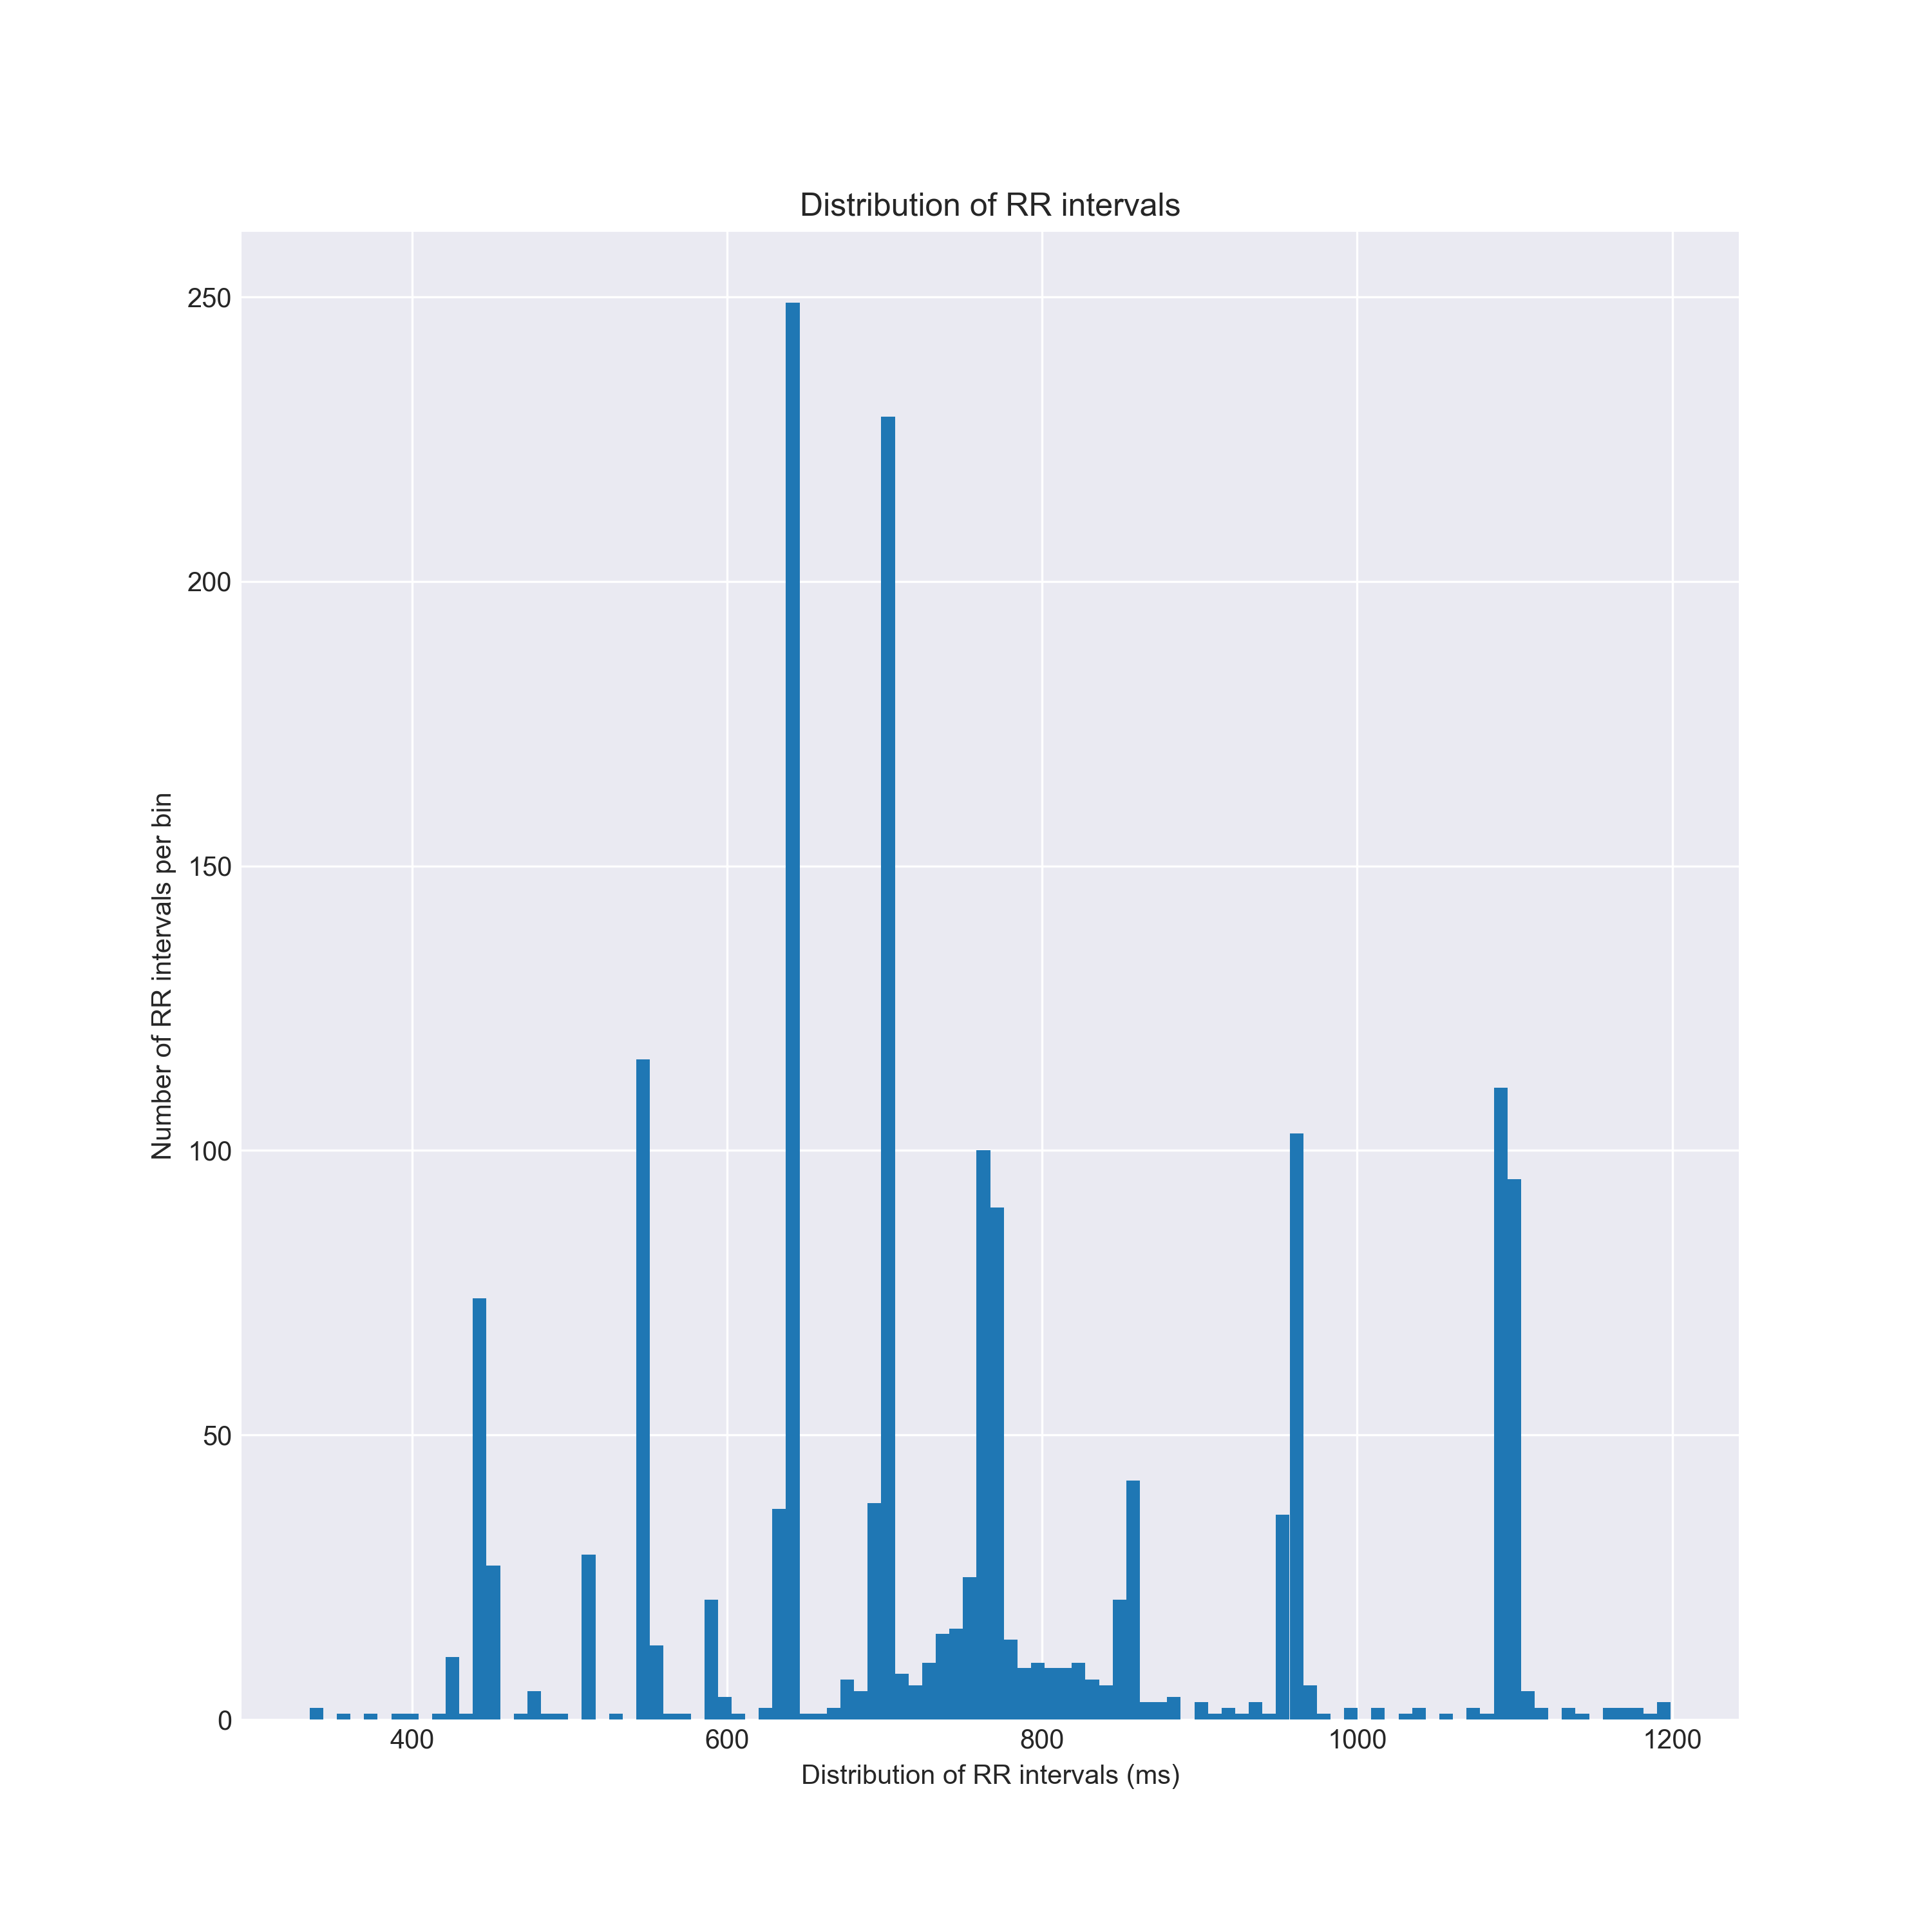 Distribution of RR intervals
250
200
150
100
50
0
Number of RR intervals per bin
400 600 800 1000 1200
Distribution of RR intervals (ms)